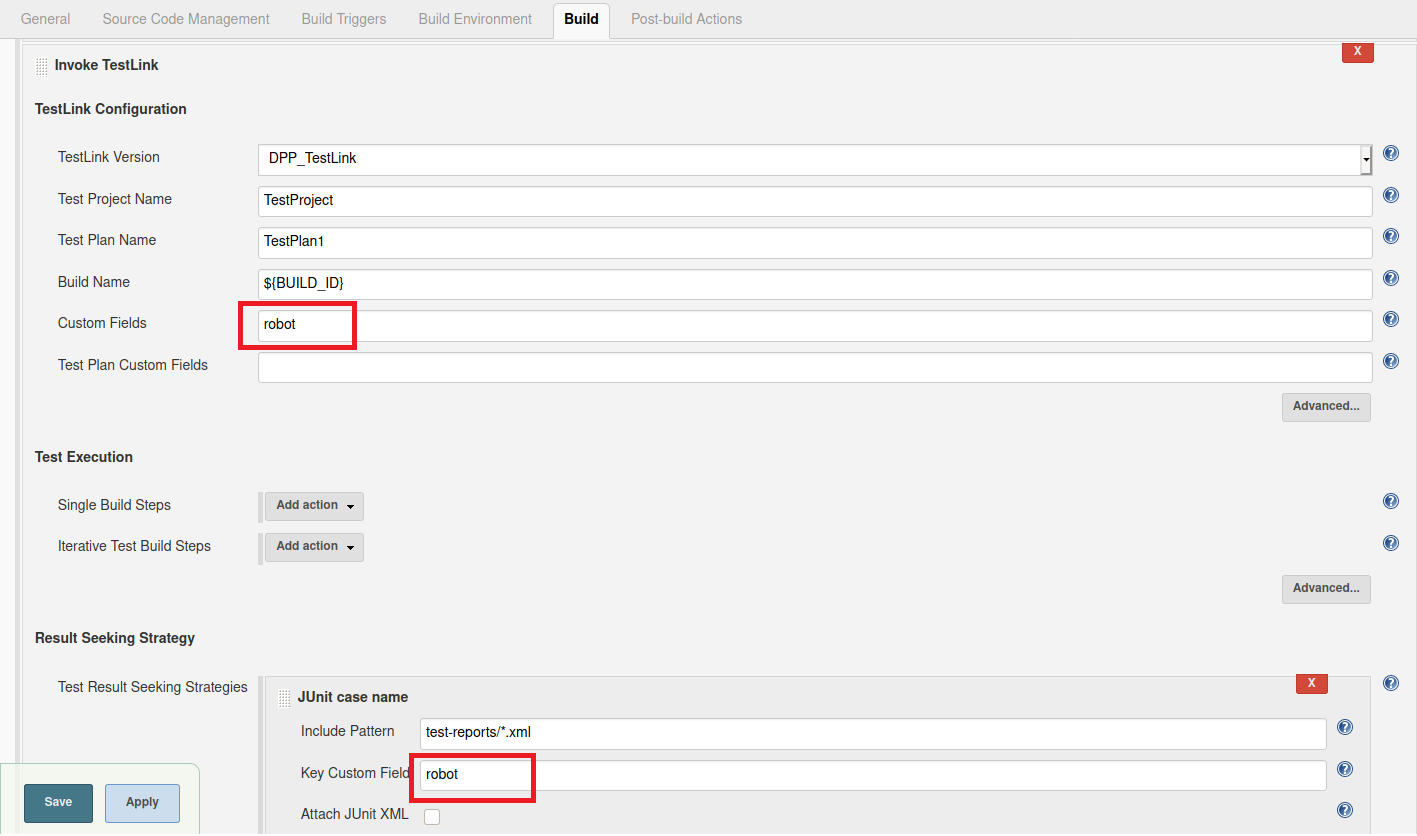 General Source Code Management Build Triggers Build Environment Build Post-build Actions
Invoke TestLink X
TestLink Configuration
TestLink Version DPP_TestLink ?
Test Project Name TestProject ?
Test Plan Name TestPlan1 ?
Build Name ${BUILD_ID} ?
Custom Fields robot ?
Test Plan Custom Fields ?
Advanced...
Test Execution
Single Build Steps Add action ?
Iterative Test Build Steps Add action ?
Advanced...
Result Seeking Strategy
Test Result Seeking Strategies X ?
JUnit case name
Include Pattern test-reports/*.xml ?
Key Custom Field robot ?
Attach JUnit XML ?
Save Apply